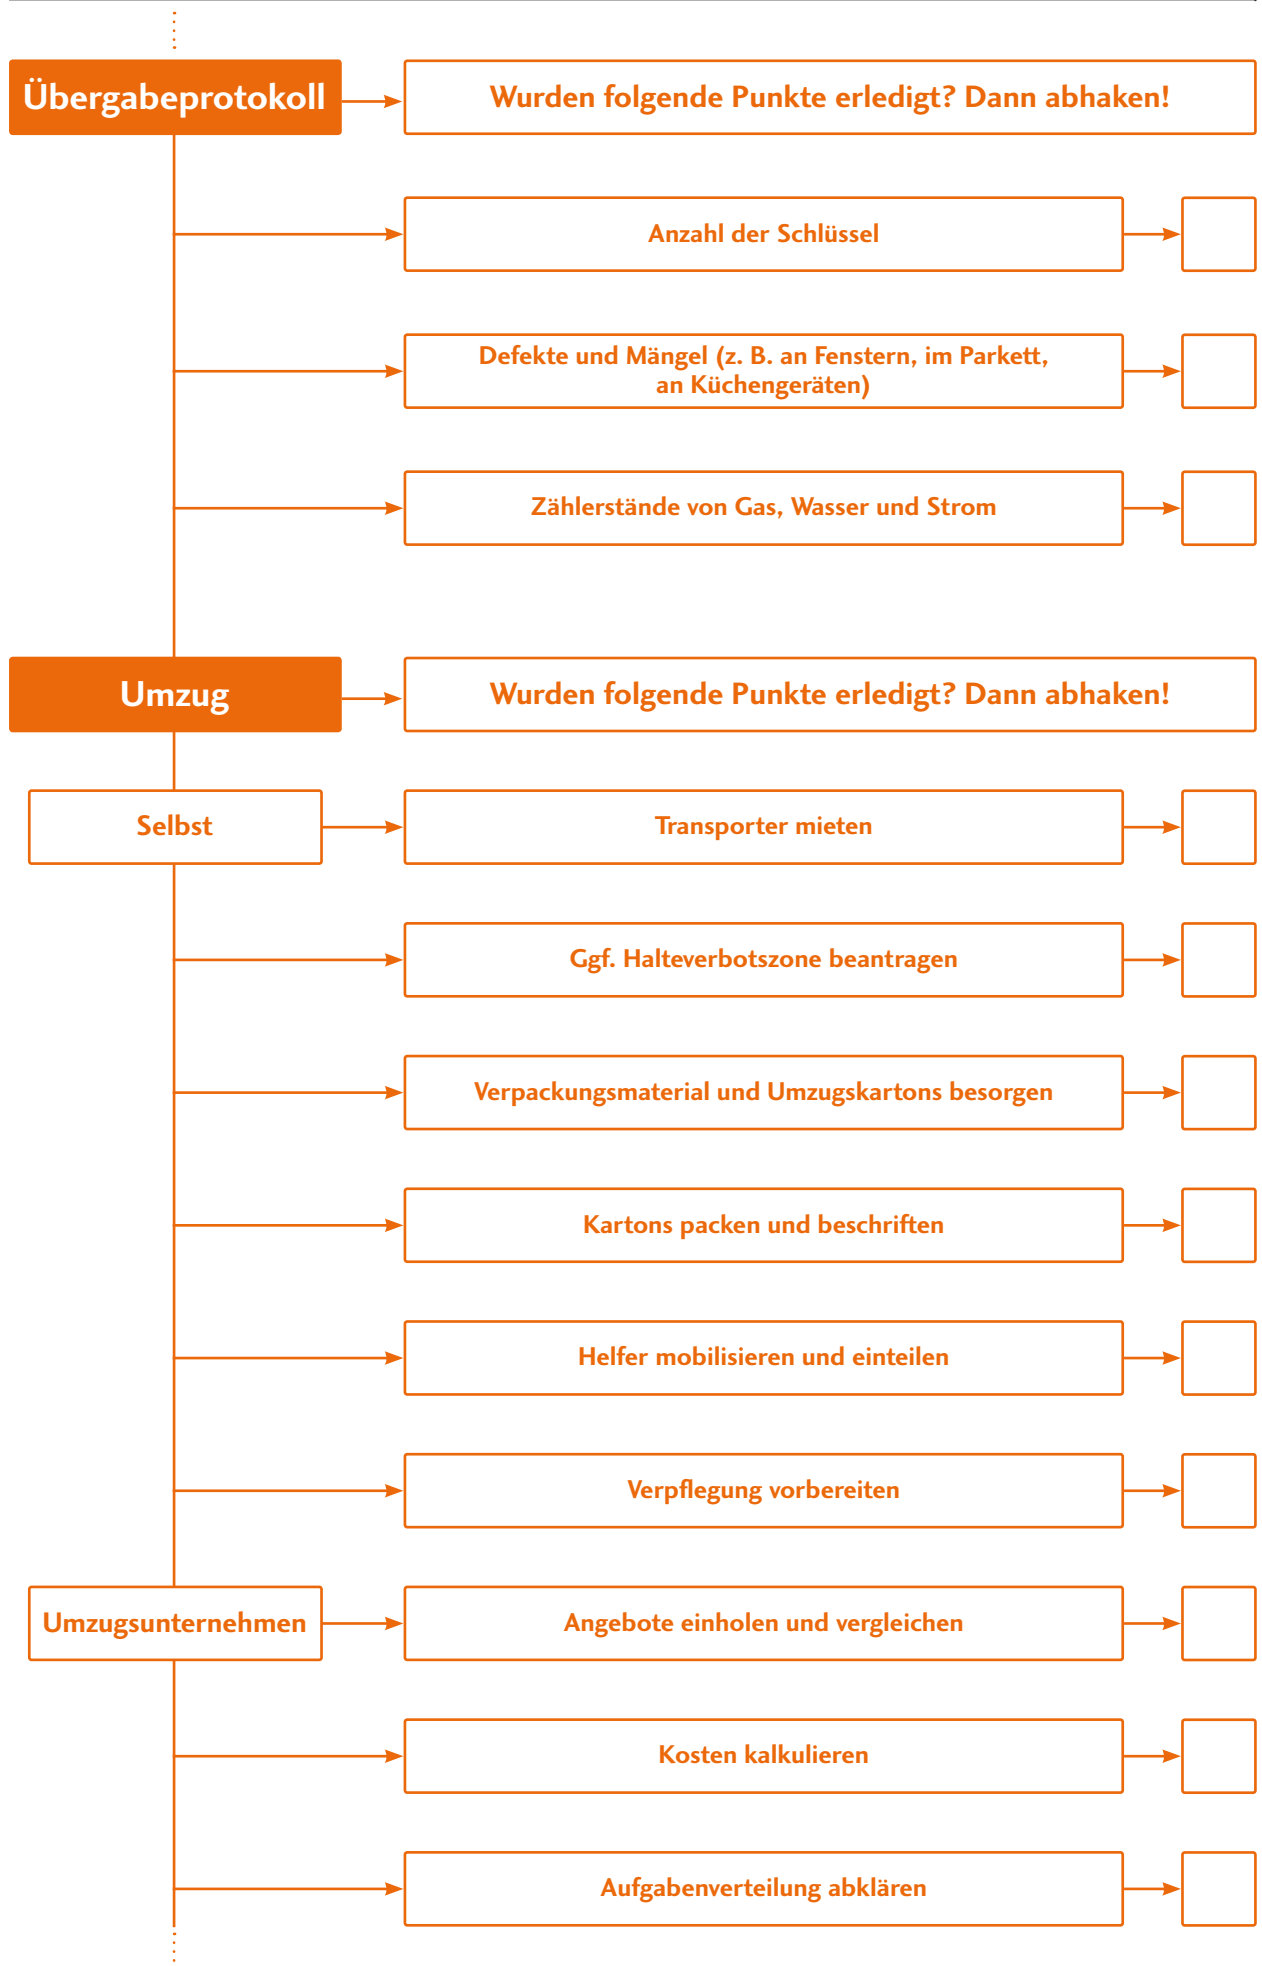 Übergabeprotokoll
Wurden folgende Punkte erledigt? Dann abhaken!
Anzahl der Schlüssel
Defekte und Mängel (z. B. an Fenstern, im Parkett,
an Küchengeräten)
Zählerstände von Gas, Wasser und Strom
Umzug
Wurden folgende Punkte erledigt? Dann abhaken!
Selbst
Transporter mieten
Ggf. Halteverbotszone beantragen
Verpackungsmaterial und Umzugskartons besorgen
Kartons packen und beschriften
Helfer mobilisieren und einteilen
Verpflegung vorbereiten
Umzugsunternehmen
Angebote einholen und vergleichen
Kosten kalkulieren
Aufgabenverteilung abklären